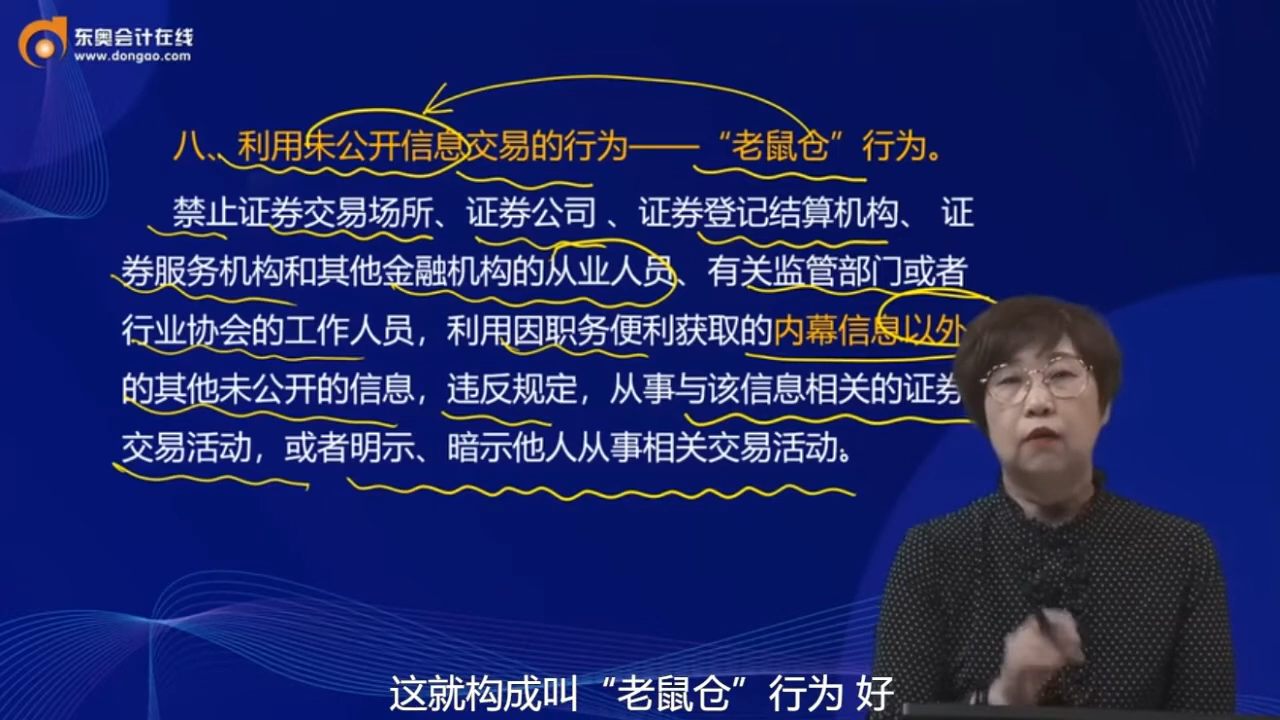 东奥会计在线
www.dongao.com
八、利用未公开信息交易的行为——“老鼠仓”行为。
禁止证券交易场所、证券公司 、证券登记结算机构、 证
券服务机构和其他金融机构的从业人员、有关监管部门或者
行业协会的工作人员，利用因职务便利获取的内幕信息以外
的其他未公开的信息，违反规定，从事与该信息相关的证券
交易活动，或者明示、暗示他人从事相关交易活动。
这就构成叫“老鼠仓”行为 好